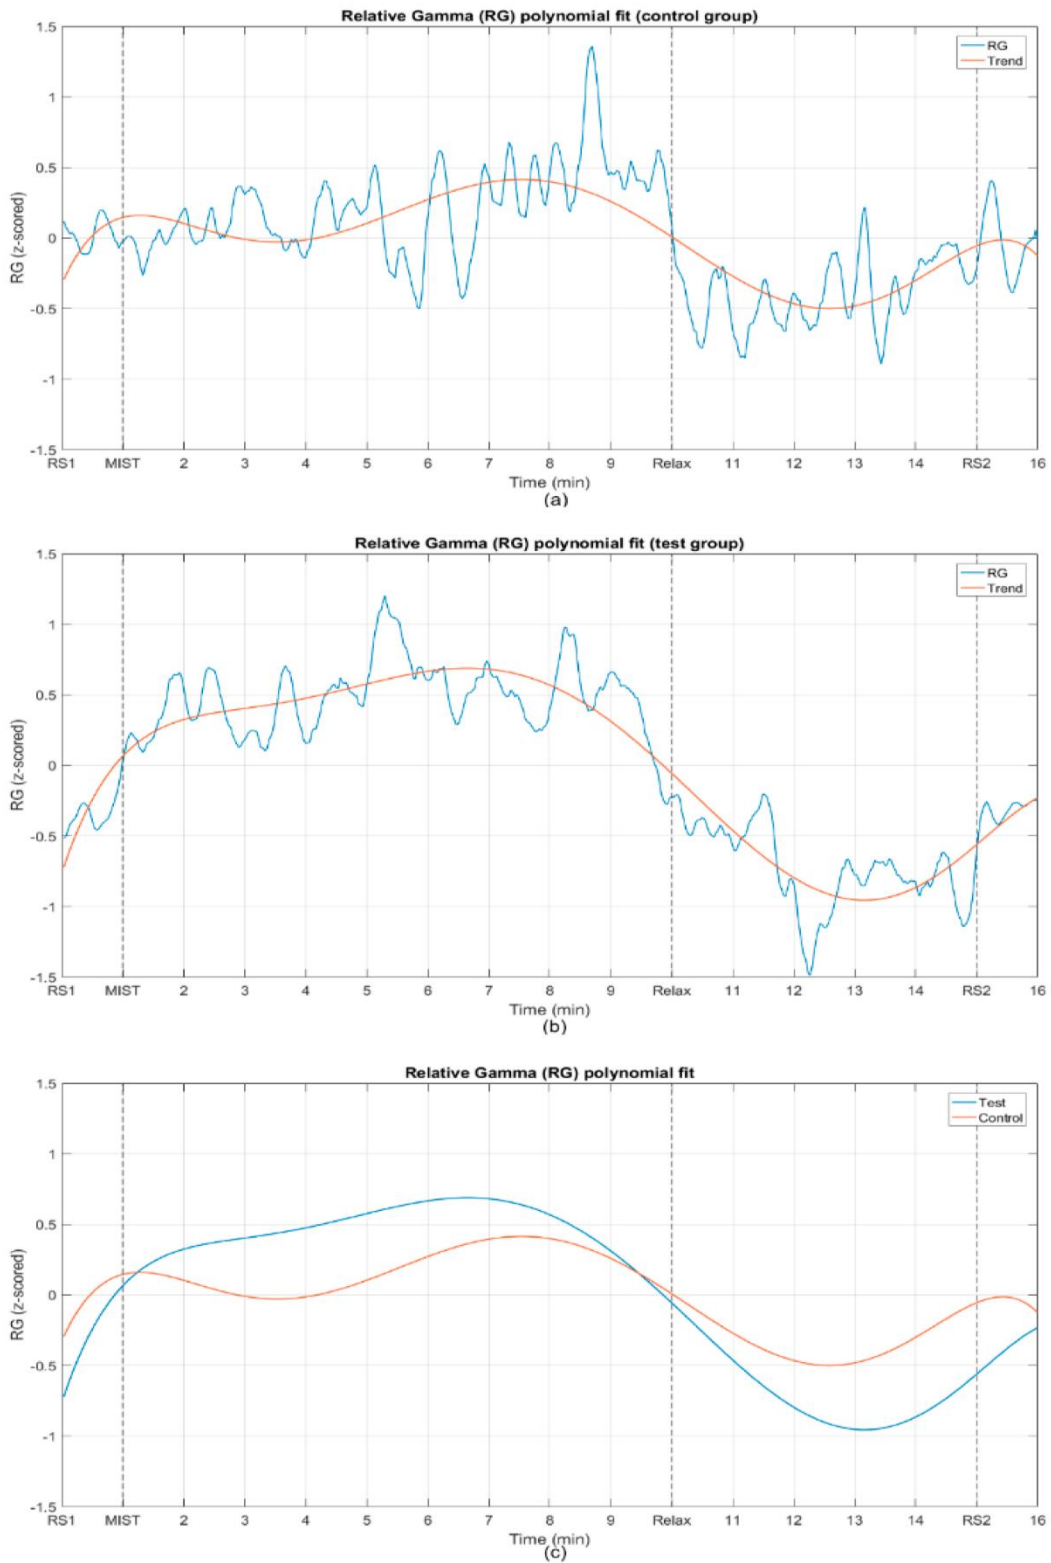 Relative Gamma (RG) polynomial fit (control group)
1.5
RG
Trend
1
0.5
0
-0.5
-1
-1.5
RG (z-scored)
RS1 MIST 2 3 4 5 6 7 8 9 Relax 11 12 13 14 RS2 16
Time (min)
(a)
Relative Gamma (RG) polynomial fit (test group)
1.5
RG
Trend
1
0.5
0
-0.5
-1
-1.5
RG (z-scored)
RS1 MIST 2 3 4 5 6 7 8 9 Relax 11 12 13 14 RS2 16
Time (min)
(b)
Relative Gamma (RG) polynomial fit
1.5
Test
Control
1
0.5
0
-0.5
-1
-1.5
RG (z-scored)
RS1 MIST 2 3 4 5 6 7 8 9 Relax 11 12 13 14 RS2 16
Time (min)
(c)